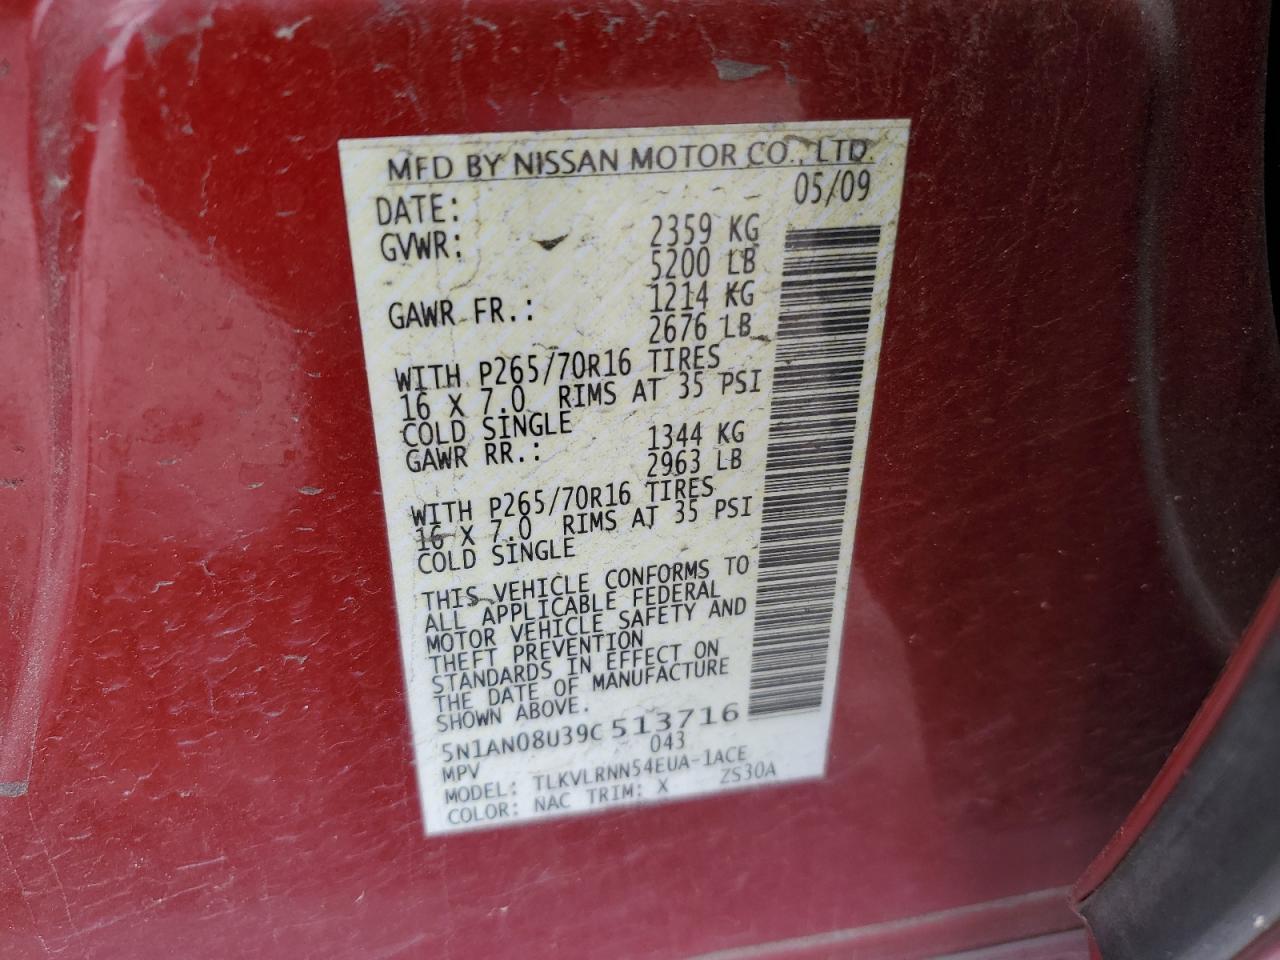 MFD BY NISSAN MOTOR CO., LTD.
DATE: 05/09
GVWR: 2359 KG
5200 LB
GAWR FR.: 1214 KG
2676 LB
WITH P265/70R16 TIRES
16 X 7.0 RIMS AT 35 PSI
COLD SINGLE
GAWR RR.: 1344 KG
2963 LB
WITH P265/70R16 TIRES
16 X 7.0 RIMS AT 35 PSI
COLD SINGLE
THIS VEHICLE CONFORMS TO
ALL APPLICABLE FEDERAL
MOTOR VEHICLE SAFETY AND
THEFT PREVENTION
STANDARDS IN EFFECT ON
THE DATE OF MANUFACTURE
SHOWN ABOVE.
5N1AN08U39C513716
MPV 043
MODEL: TLKVLRNN54EUA-1ACE
COLOR: NAC TRIM: X ZS30A